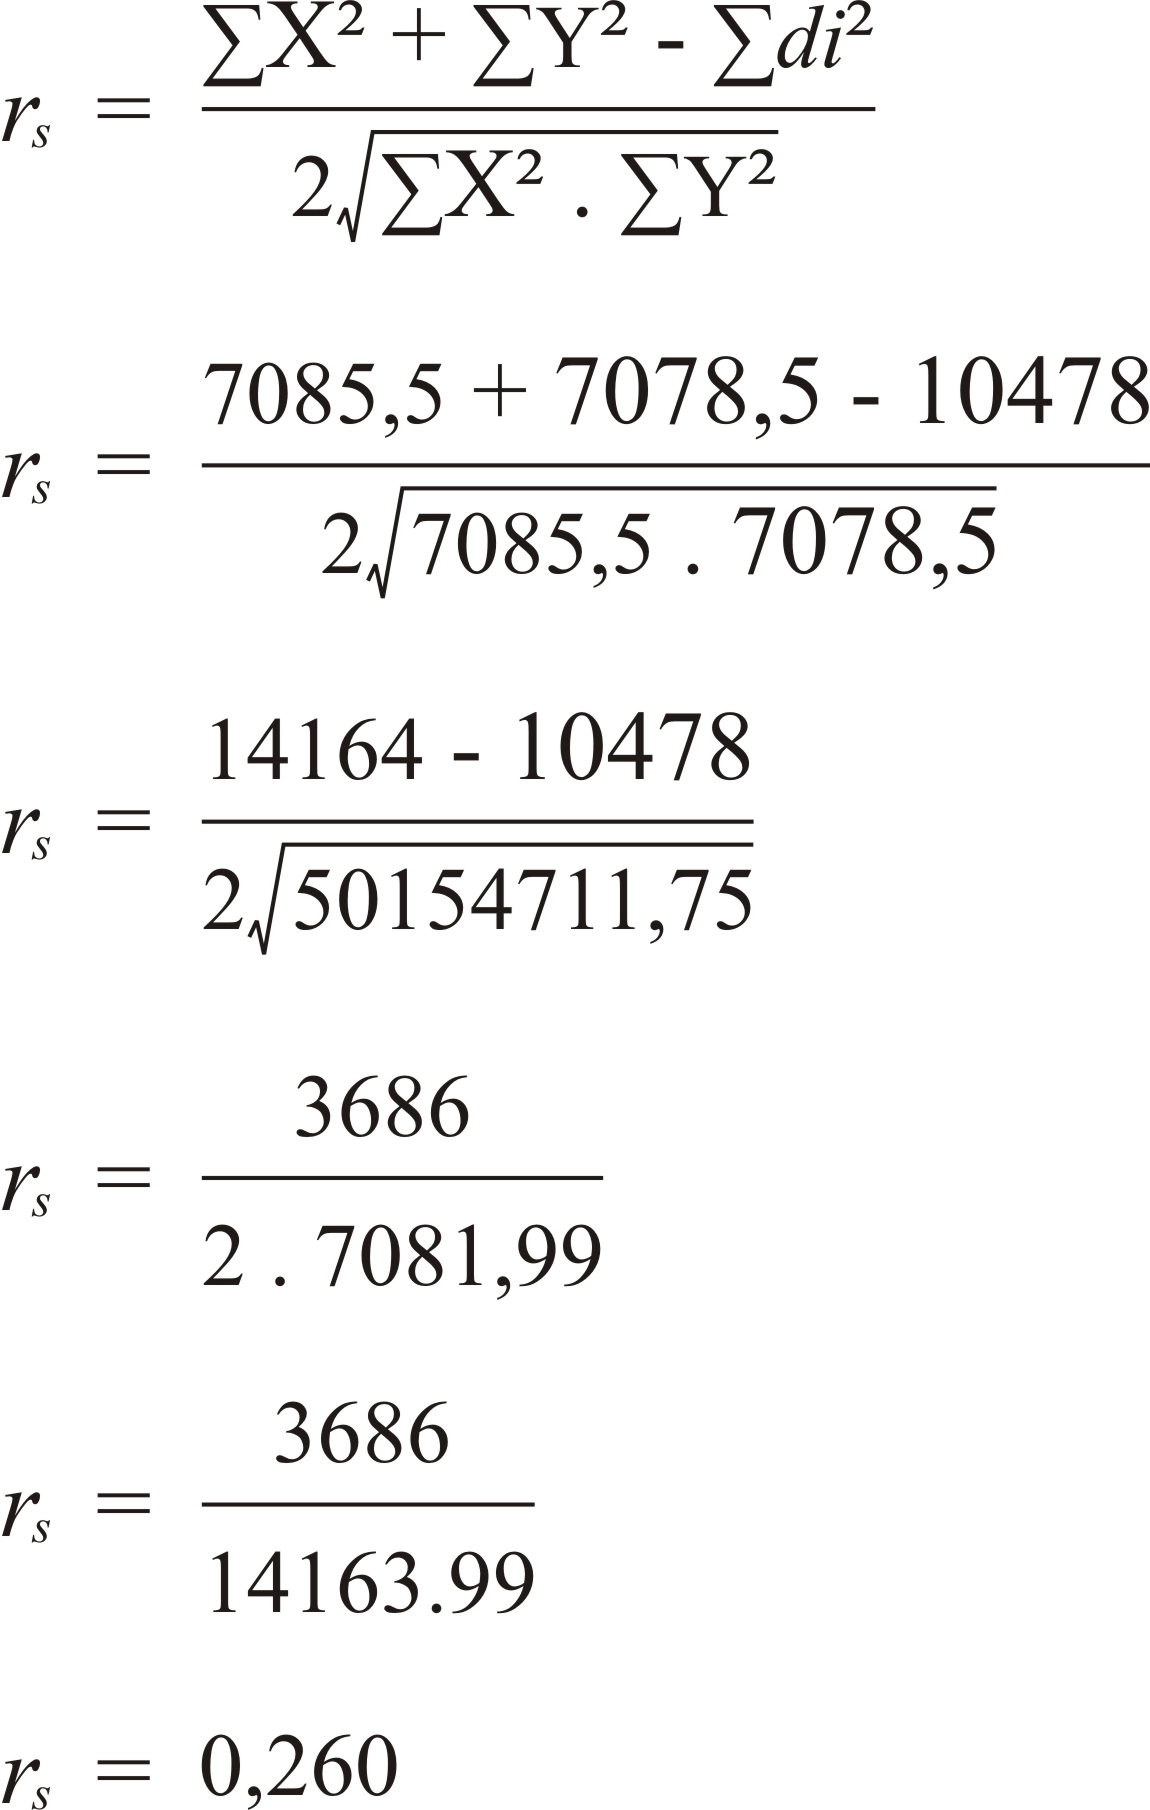 rₛ = (∑X² + ∑Y² - ∑di²) / (2√(∑X² . ∑Y²))
rₛ = (7085,5 + 7078,5 - 10478) / (2√(7085,5 . 7078,5))
rₛ = (14164 - 10478) / (2√(50154711,75))
rₛ = 3686 / (2 . 7081,99)
rₛ = 3686 / 14163.99
rₛ = 0,260